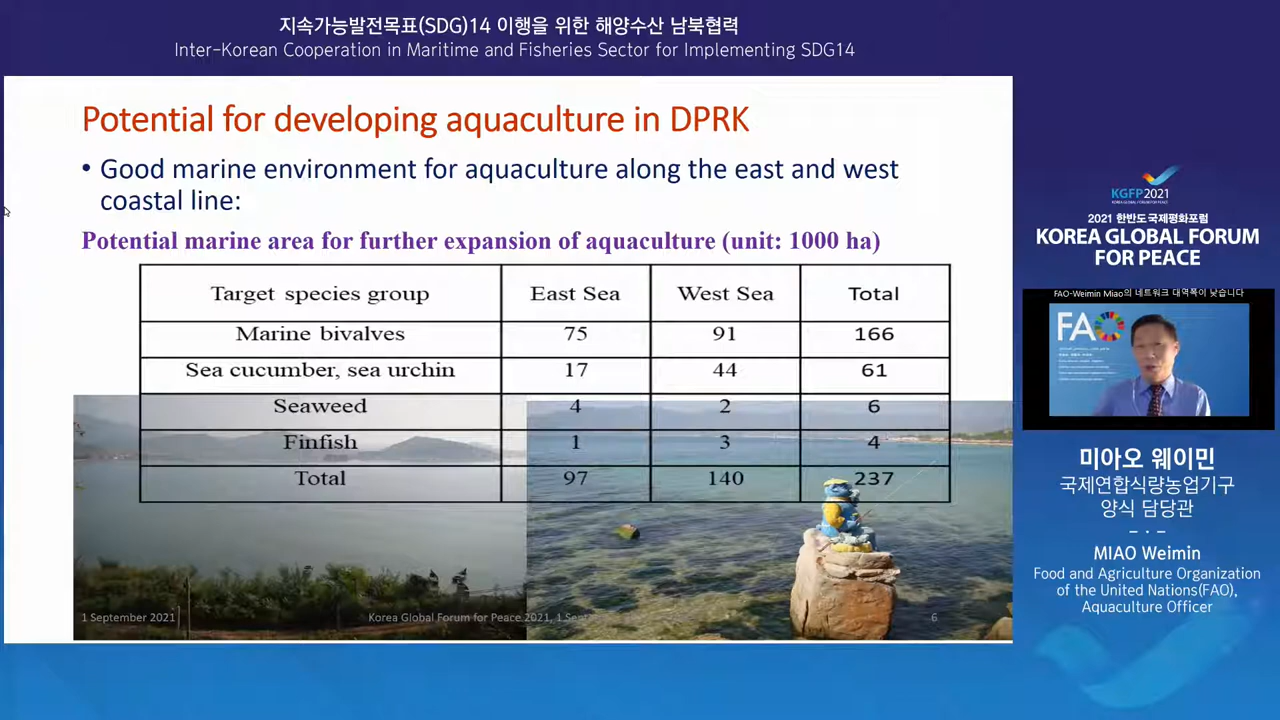 지속가능발전목표(SDG)14 이행을 위한 해양수산 남북협력
Inter-Korean Cooperation in Maritime and Fisheries Sector for Implementing SDG14
Potential for developing aquaculture in DPRK
• Good marine environment for aquaculture along the east and west
coastal line:
Potential marine area for further expansion of aquaculture (unit: 1000 ha)
Target species group East Sea West Sea Total
Marine bivalves 75 91 166
Sea cucumber, sea urchin 17 44 61
Seaweed 4 2 6
Finfish 1 3 4
Total 97 140 237
1 September 2021
Korea Global Forum for Peace 2021, 1 Sept
6
KGFP2021
KOREA GLOBAL FORUM FOR PEACE
2021 한반도국제평화포럼
KOREA GLOBAL FORUM
FOR PEACE
FAO-Weimin Miao의 네트워크 대역폭이 낮습니다
FAO
미아오 웨이민
국제연합식량농업기구
양식 담당관
MIAO Weimin
Food and Agriculture Organization
of the United Nations(FAO),
Aquaculture Officer